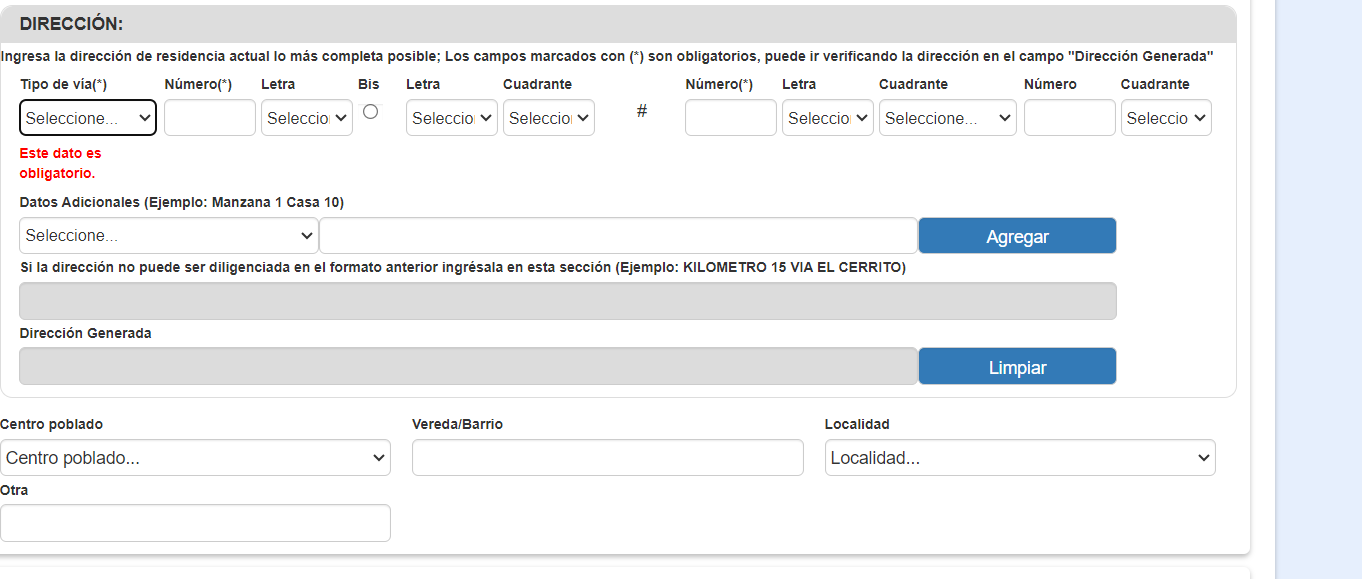 DIRECCIÓN:
Ingresa la dirección de residencia actual lo más completa posible; Los campos marcados con (*) son obligatorios, puede ir verificando la dirección en el campo "Dirección Generada"
Tipo de vía(*) Número(*) Letra Bis Letra Cuadrante Número(*) Letra Cuadrante Número Cuadrante
Seleccione... Seleccio Seleccio Seleccio # Seleccio Seleccione... Seleccio
Este dato es
obligatorio.
Datos Adicionales (Ejemplo: Manzana 1 Casa 10)
Seleccione... Agregar
Si la dirección no puede ser diligenciada en el formato anterior ingrésala en esta sección (Ejemplo: KILOMETRO 15 VIA EL CERRITO)
Dirección Generada
Limpiar
Centro poblado Vereda/Barrio Localidad
Centro poblado... Localidad...
Otra